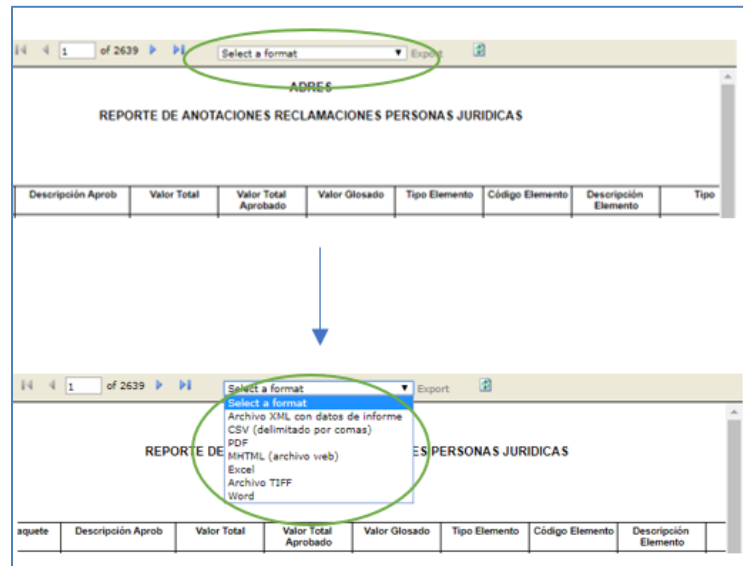 1 of 2639 Select a format Export
ADRES
REPORTE DE ANOTACIONES RECLAMACIONES PERSONAS JURIDICAS
Descripción Aprob Valor Total Valor Total Aprobado Valor Glosado Tipo Elemento Código Elemento Descripción Elemento Tipo
1 of 2639 Select a format Export
Select a format
Archivo XML con datos de informe
CSV (delimitado por comas)
PDF
MHTML (archivo web)
Excel
Archivo TIFF
Word
REPORTE DE ES PERSONAS JURIDICAS
aquete Descripción Aprob Valor Total Valor Total Aprobado Valor Glosado Tipo Elemento Código Elemento Descripción Elemento